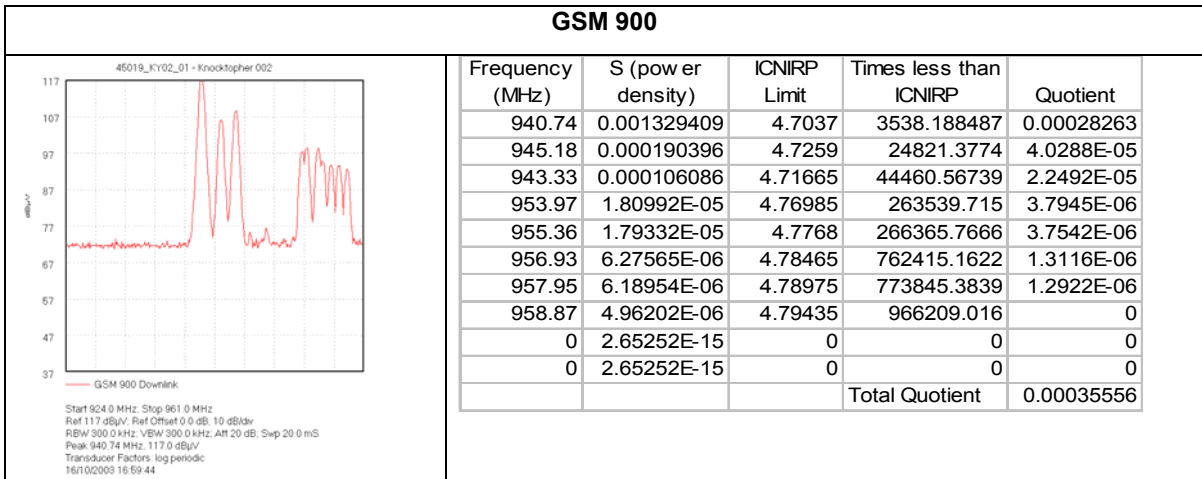 GSM 900
45019_KY02_01 - Knocktopher 002
117
107
97
87
77
67
57
47
37
dBµV
GSM 900 Downlink
Start 924.0 MHz; Stop 961.0 MHz
Ref 117 dBµV; Ref Offset 0.0 dB; 10 dB/div
RBW 300.0 kHz; VBW 300.0 kHz; Att 20 dB; Swp 20.0 mS
Peak 940.74 MHz, 117.0 dBµV
Transducer Factors: log periodic
16/10/2003 16:59:44
Frequency (MHz) S (power density) ICNIRP Limit Times less than ICNIRP Quotient
940.74 0.001329409 4.7037 3538.188487 0.00028263
945.18 0.000190396 4.7259 24821.3774 4.0288E-05
943.33 0.000106086 4.71665 44460.56739 2.2492E-05
953.97 1.80992E-05 4.76985 263539.715 3.7945E-06
955.36 1.79332E-05 4.7768 266365.7666 3.7542E-06
956.93 6.27565E-06 4.78465 762415.1622 1.3116E-06
957.95 6.18954E-06 4.78975 773845.3839 1.2922E-06
958.87 4.96202E-06 4.79435 966209.016 0
0 2.65252E-15 0 0 0
0 2.65252E-15 0 0 0
Total Quotient 0.00035556